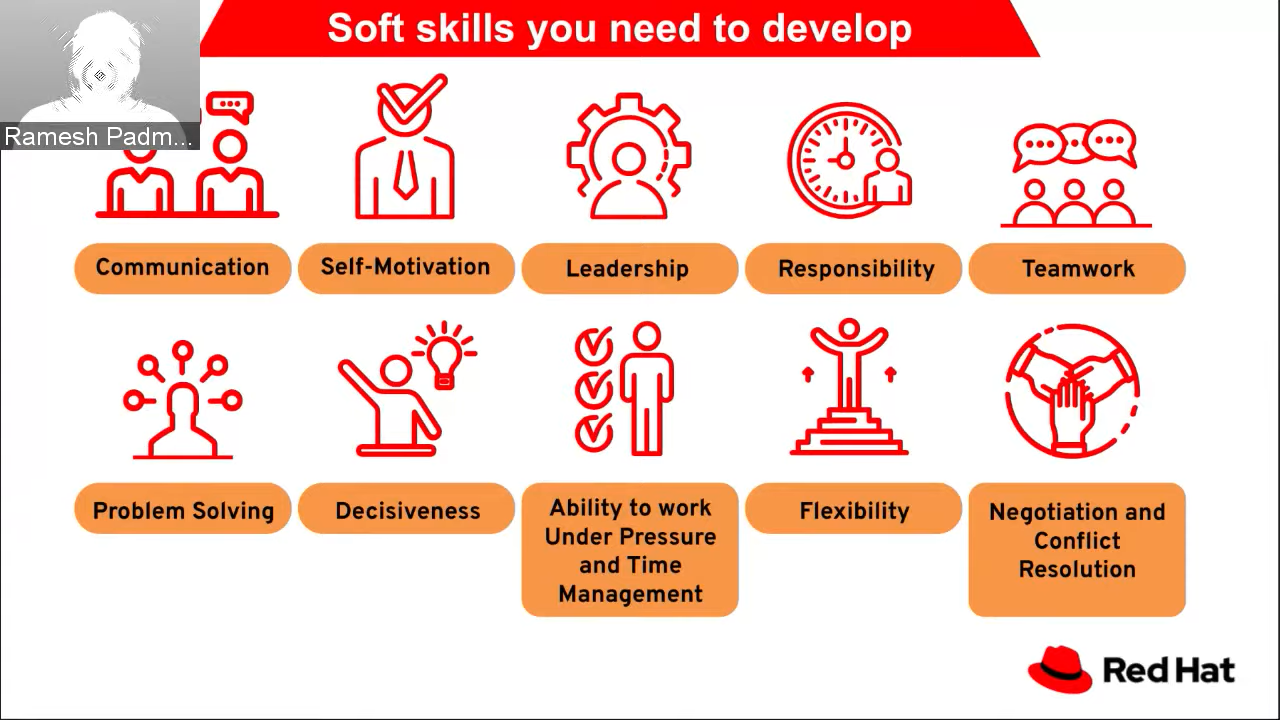 Soft skills you need to develop
Ramesh Padm...
Communication
Self-Motivation
Leadership
Responsibility
Teamwork
Problem Solving
Decisiveness
Ability to work
Under Pressure
and Time
Management
Flexibility
Negotiation and
Conflict
Resolution
Red Hat